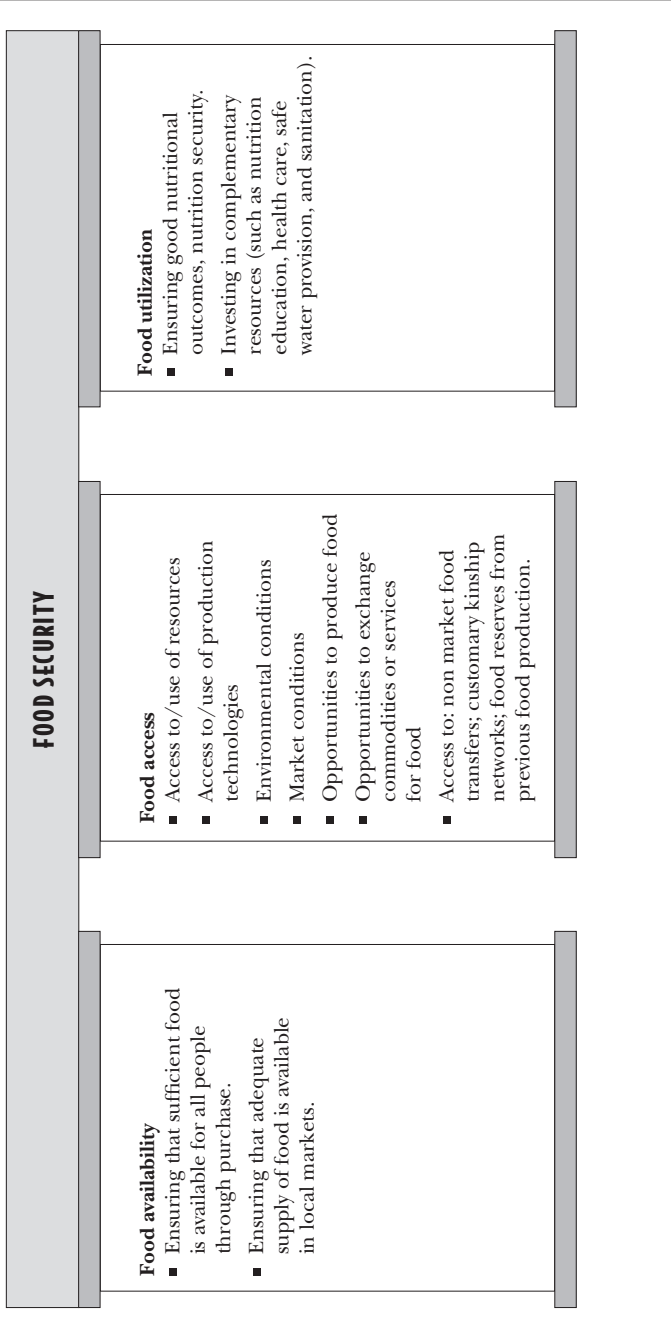 FOOD SECURITY
Food availability
■ Ensuring that sufficient food
is available for all people
through purchase.
■ Ensuring that adequate
supply of food is available
in local markets.
Food access
■ Access to/use of resources
■ Access to/use of production
technologies
■ Environmental conditions
■ Market conditions
■ Opportunities to produce food
■ Opportunities to exchange
commodities or services
for food
■ Access to: non market food
transfers; customary kinship
networks; food reserves from
previous food production.
Food utilization
■ Ensuring good nutritional
outcomes, nutrition security.
■ Investing in complementary
resources (such as nutrition
education, health care, safe
water provision, and sanitation).